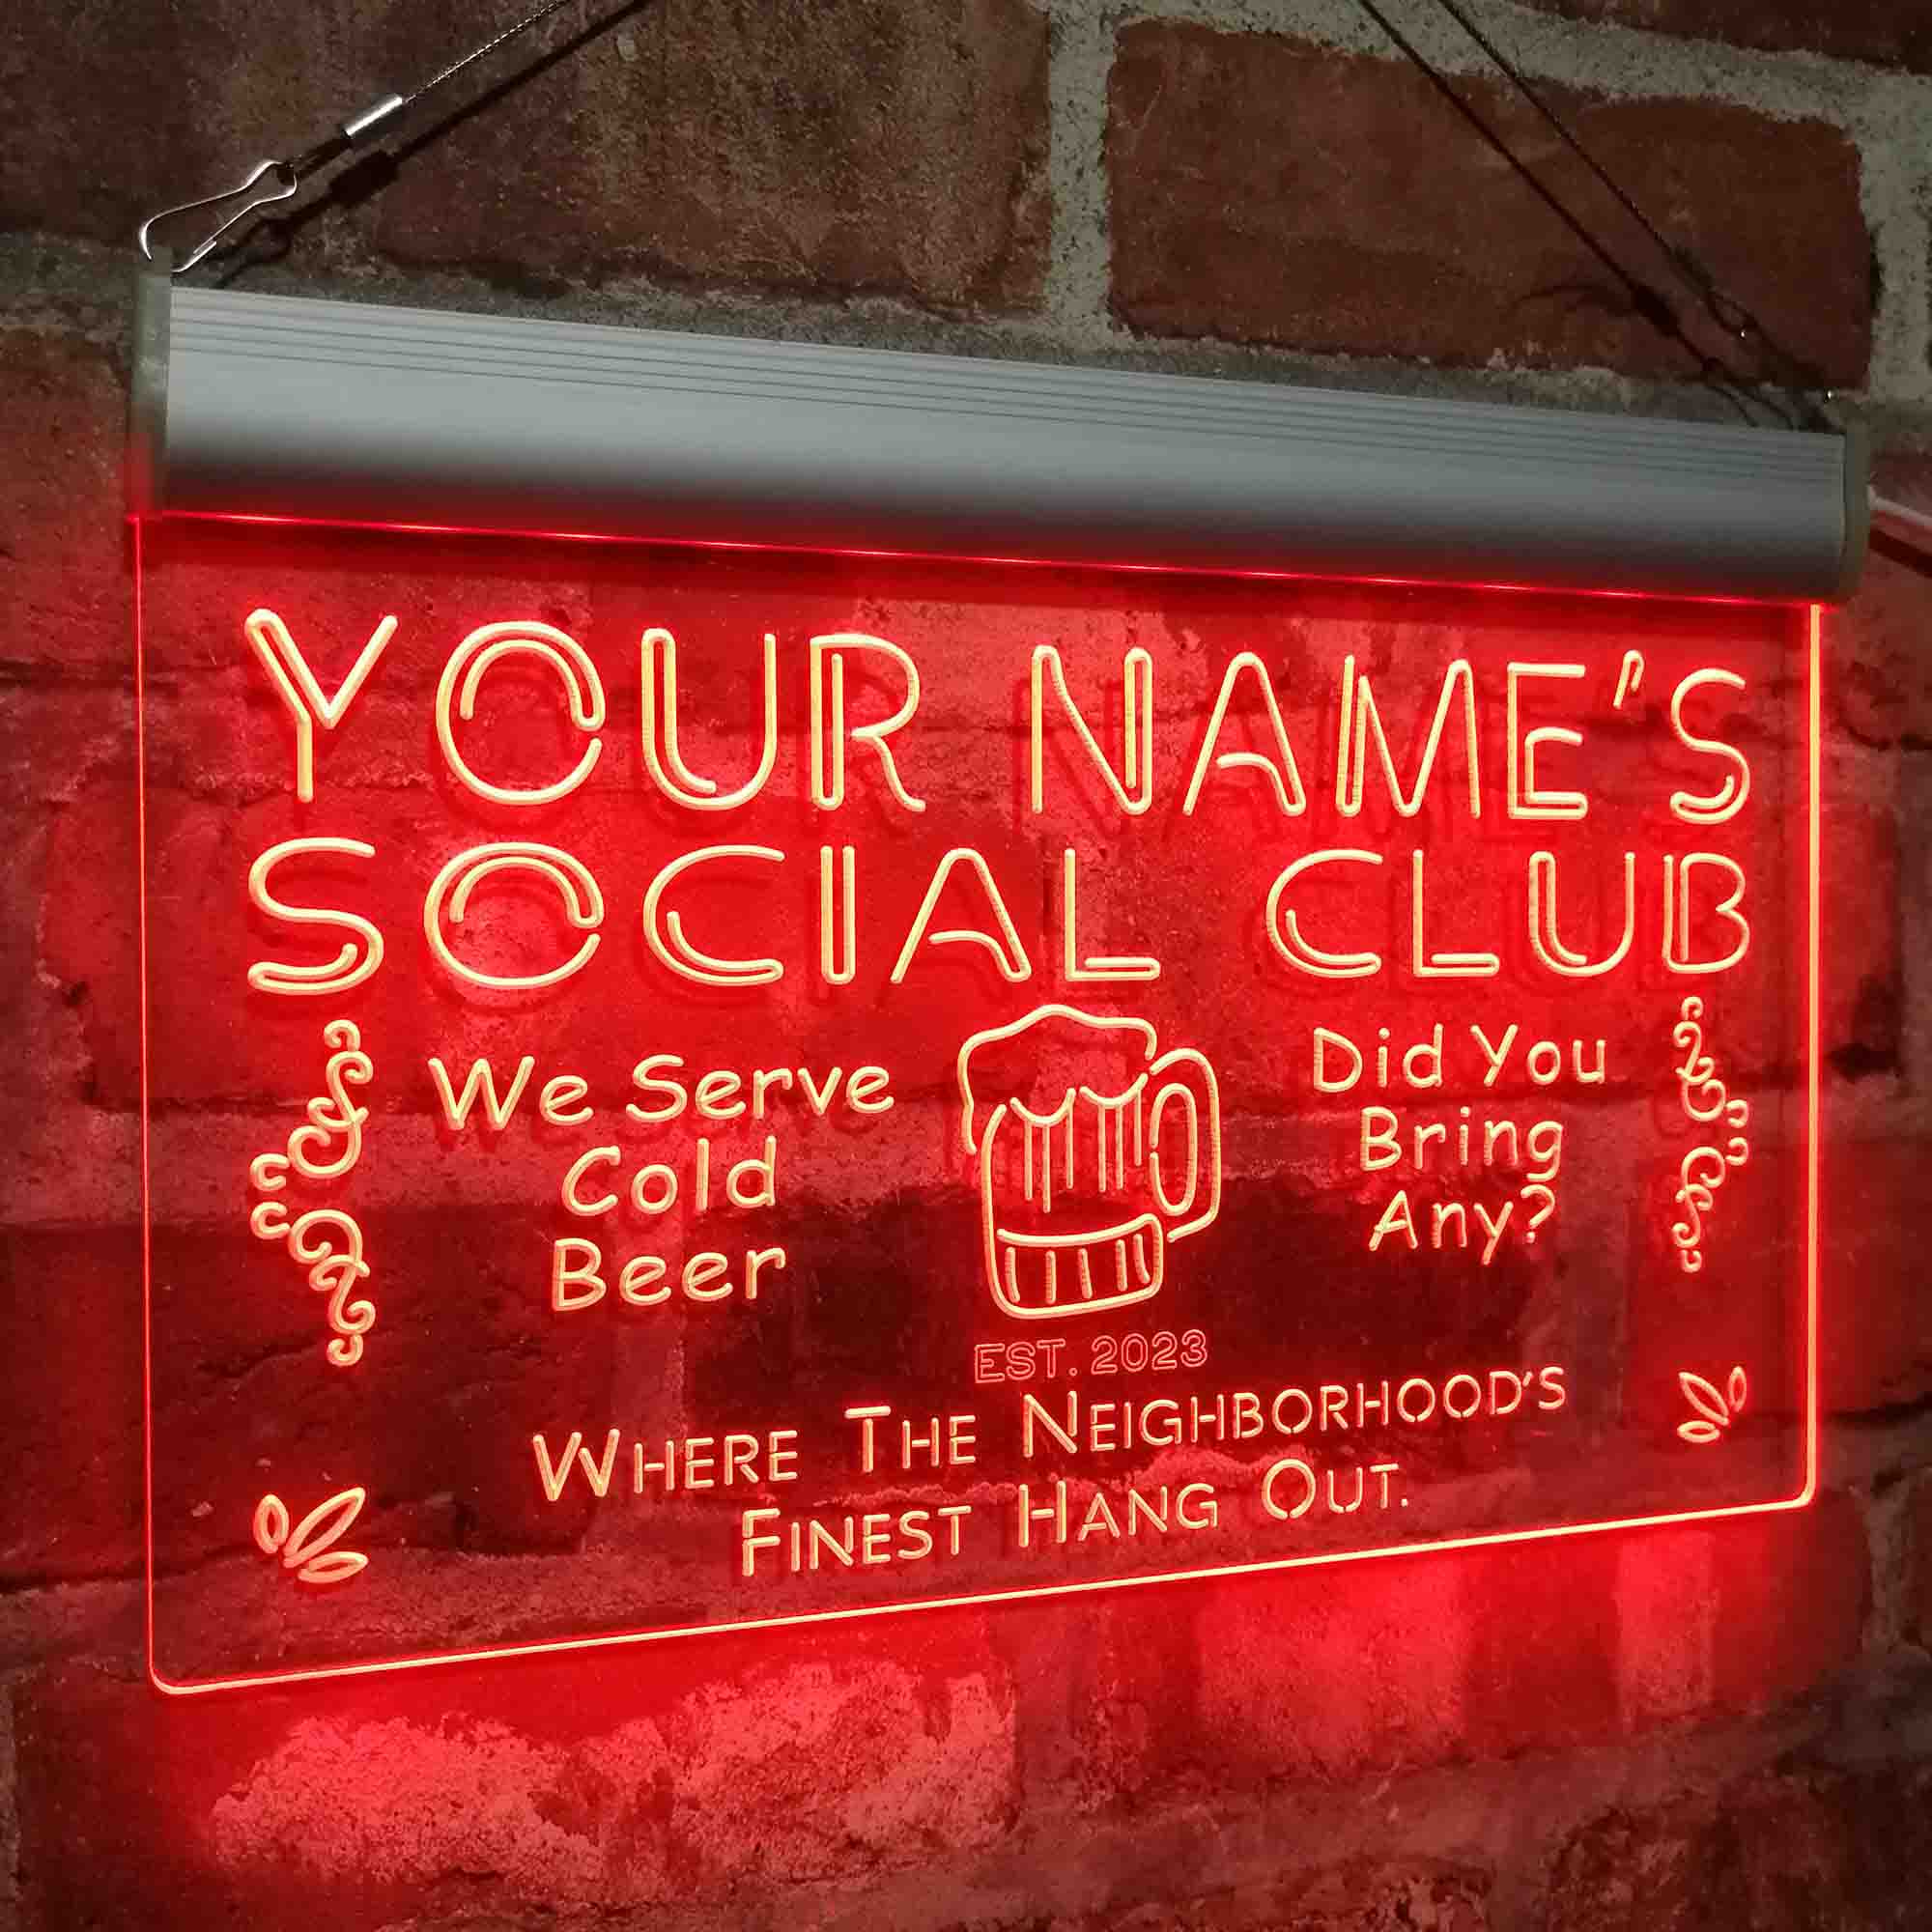 YOUR NAME'S
SOCIAL CLUB
We Serve
Cold
Beer
Did You
Bring
Any?
EST. 2023
WHERE THE NEIGHBORHOOD'S
FINEST HANG OUT.